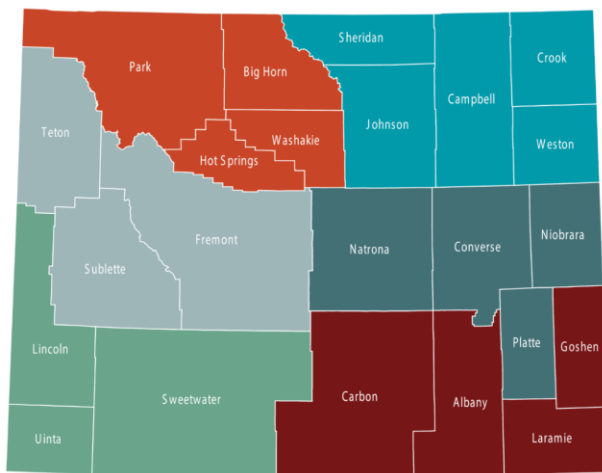 Sheridan
Park
Big Horn
Crook
Campbell
Teton
Johnson
Washakie
Weston
Hot Springs
Fremont
Natrona
Converse
Niobrara
Sublette
Lincoln
Platte
Goshen
Sweetwater
Carbon
Albany
Uinta
Laramie